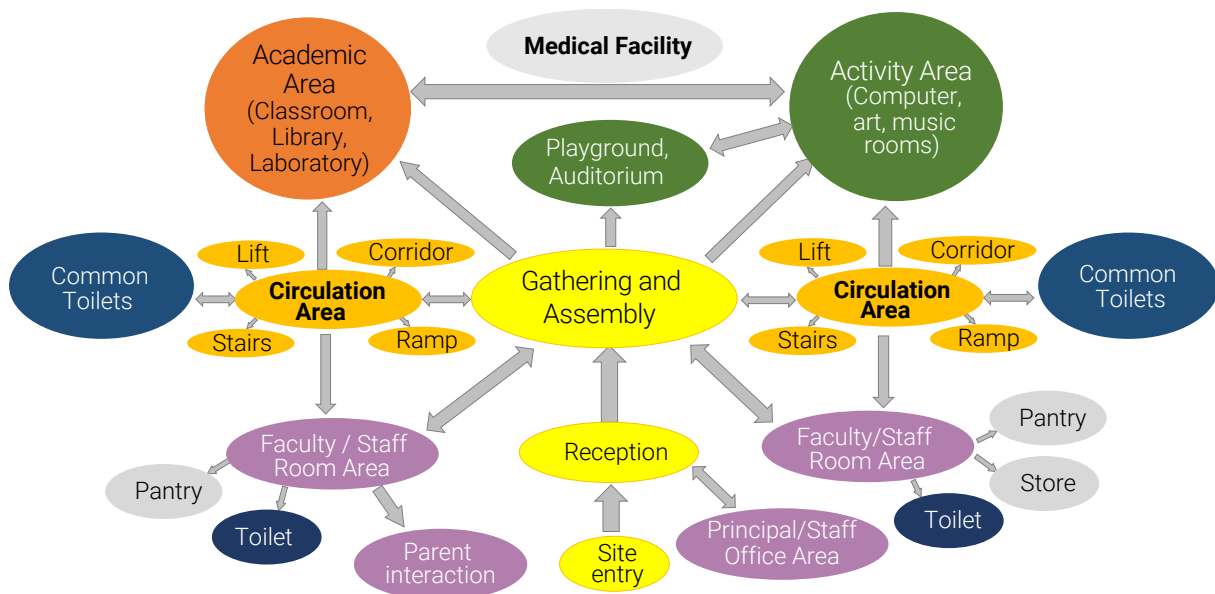 Medical Facility
Academic
Area
(Classroom,
Library,
Laboratory)
Activity Area
(Computer,
art, music
rooms)
Playground,
Auditorium
Common
Toilets
Lift
Corridor
Circulation
Area
Stairs
Ramp
Gathering and
Assembly
Lift
Corridor
Circulation
Area
Stairs
Ramp
Common
Toilets
Faculty / Staff
Room Area
Pantry
Toilet
Parent
interaction
Reception
Site
entry
Principal/Staff
Office Area
Faculty/Staff
Room Area
Pantry
Store
Toilet